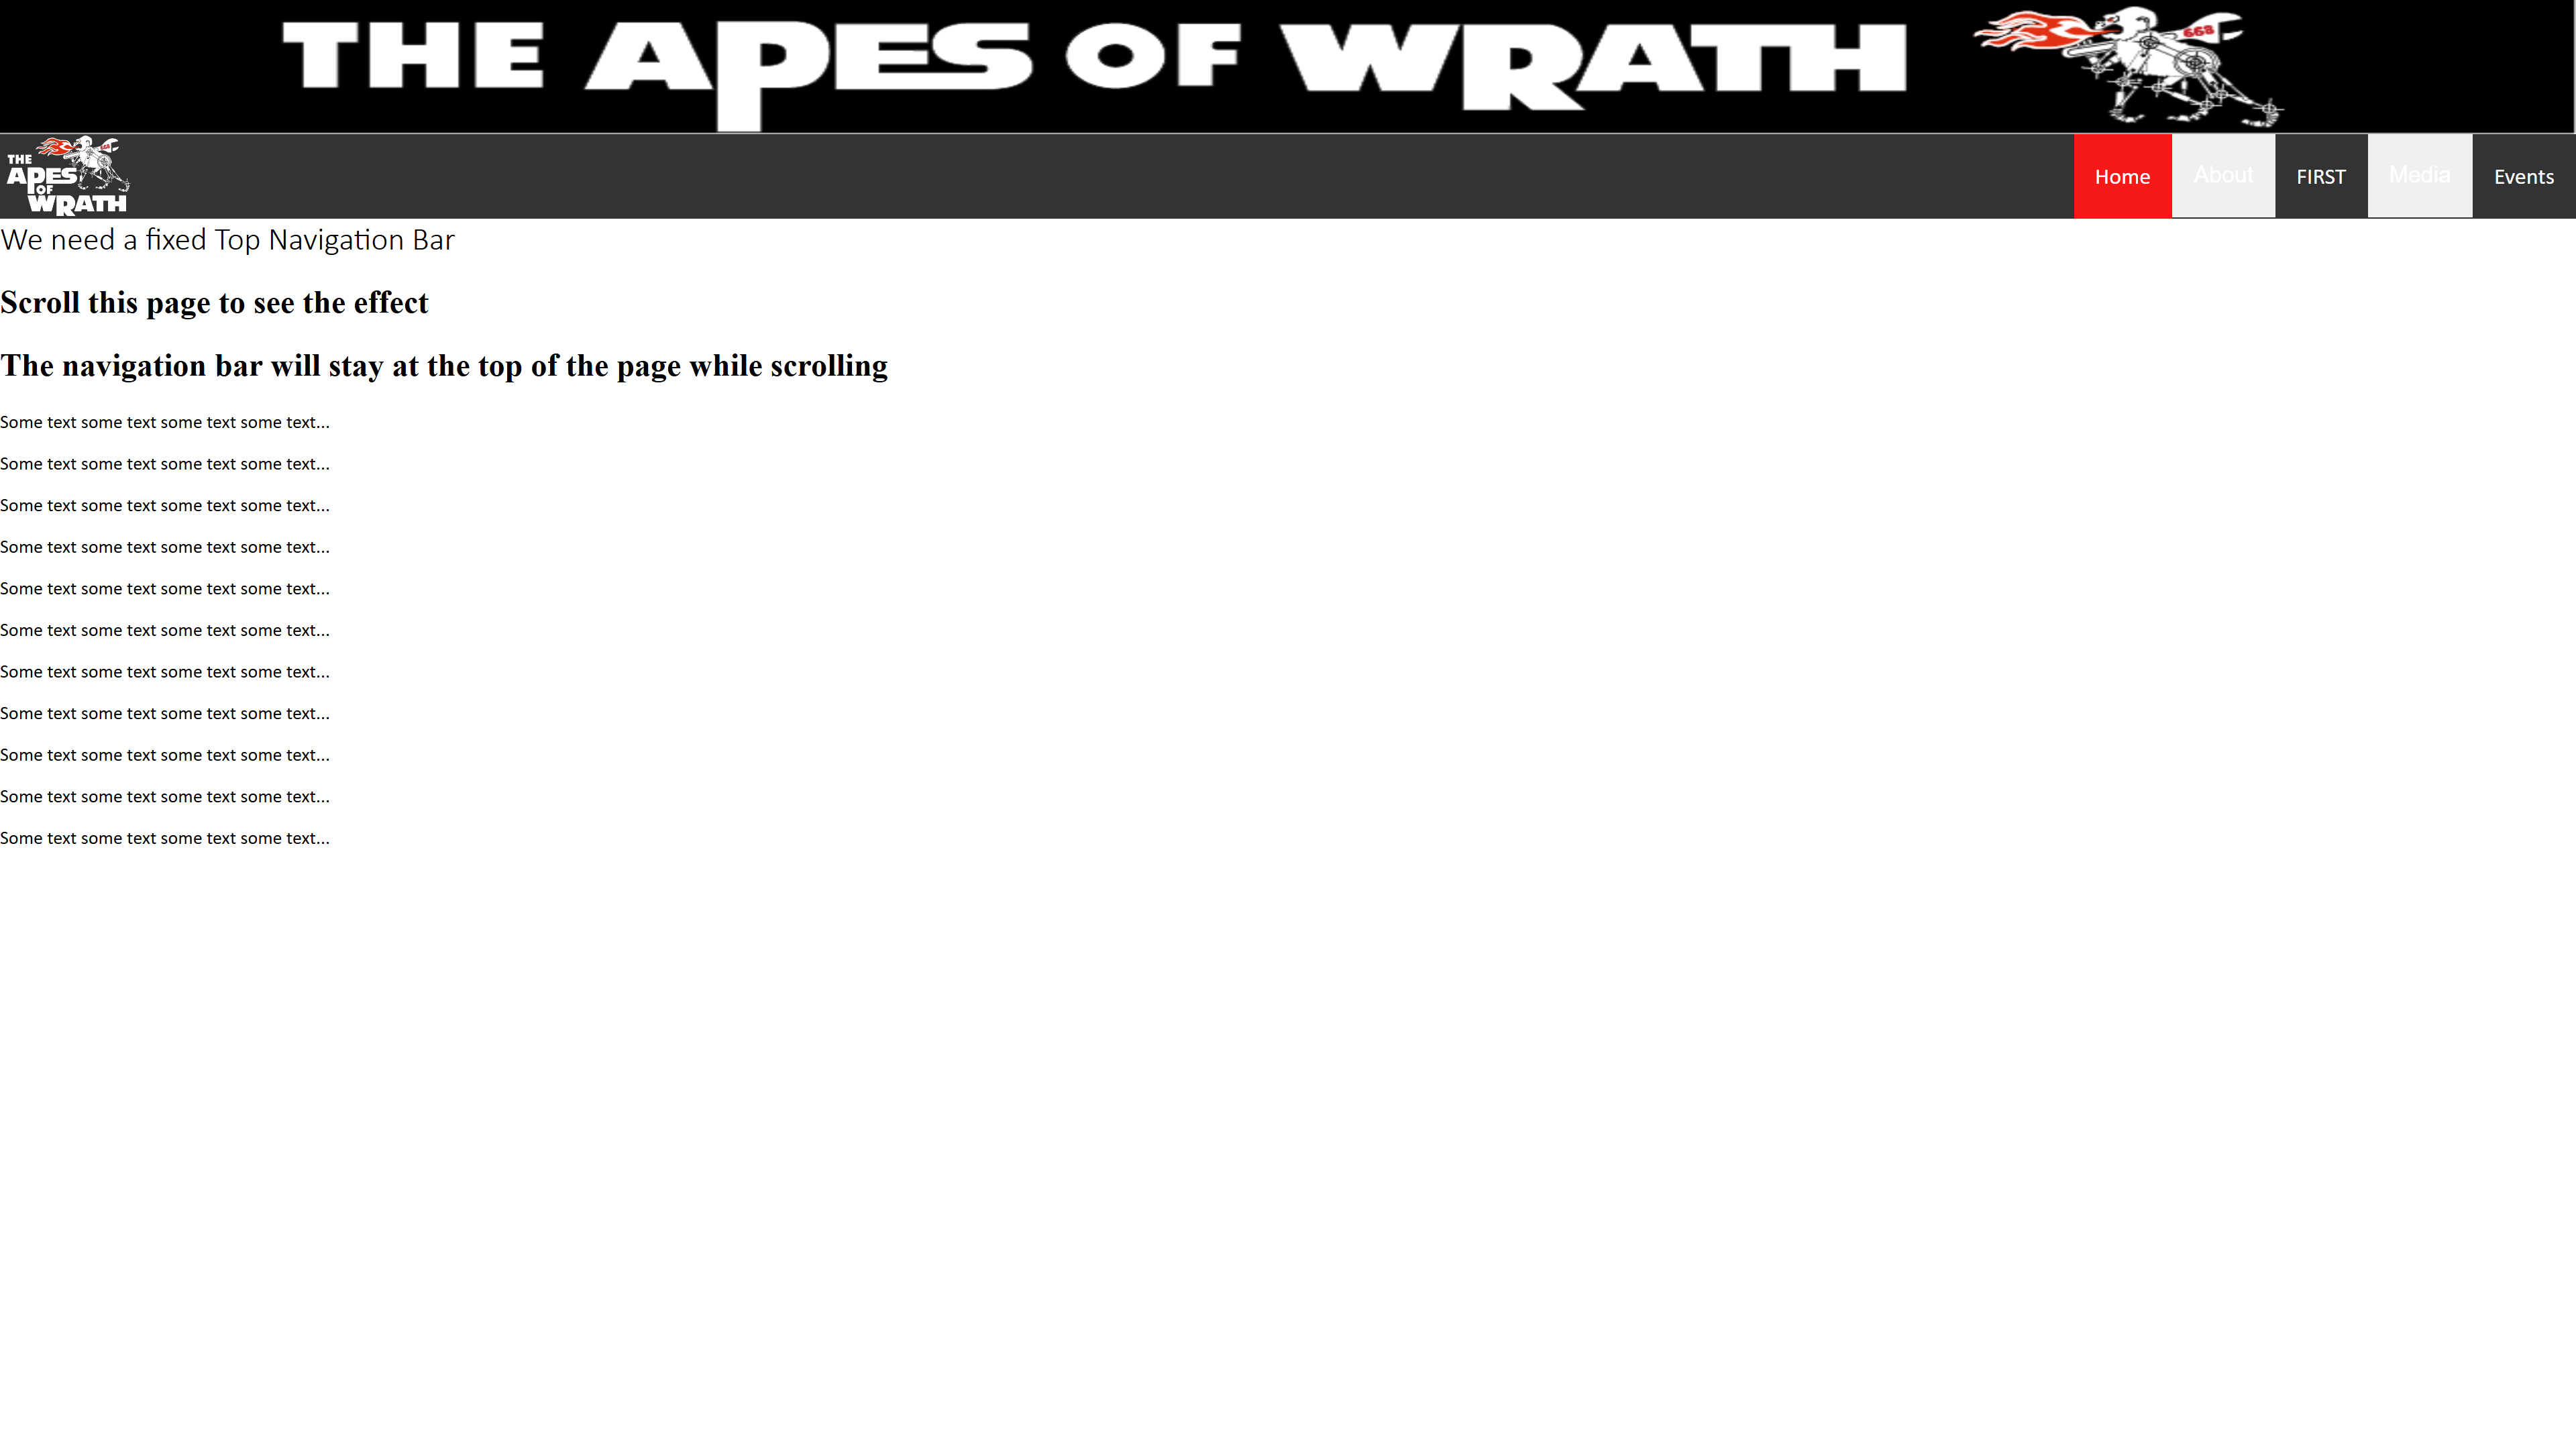 THE APES OF WRATH
668
THE
APES
OF
WRATH
Home About FIRST Media Events
We need a fixed Top Navigation Bar
Scroll this page to see the effect
The navigation bar will stay at the top of the page while scrolling
Some text some text some text some text...
Some text some text some text some text...
Some text some text some text some text...
Some text some text some text some text...
Some text some text some text some text...
Some text some text some text some text...
Some text some text some text some text...
Some text some text some text some text...
Some text some text some text some text...
Some text some text some text some text...
Some text some text some text some text...